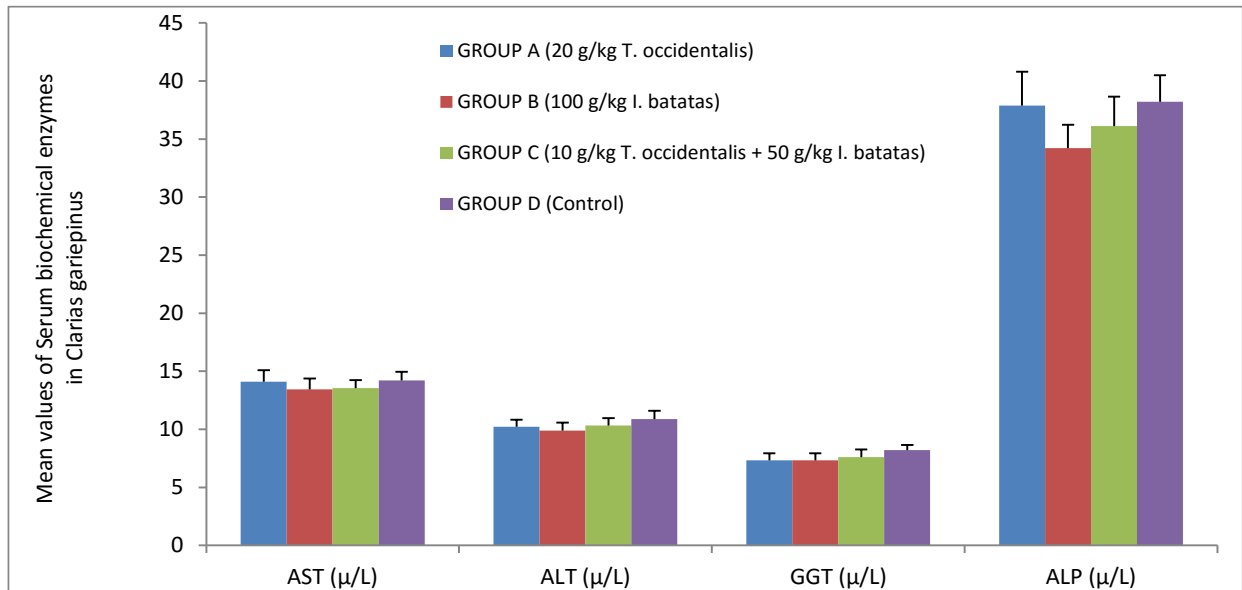 45
40
35
30
25
20
15
10
5
0
Mean values of Serum biochemical enzymes
in Clarias gariepinus
GROUP A (20 g/kg T. occidentalis)
GROUP B (100 g/kg I. batatas)
GROUP C (10 g/kg T. occidentalis + 50 g/kg I. batatas)
GROUP D (Control)
AST (µ/L)
ALT (µ/L)
GGT (µ/L)
ALP (µ/L)